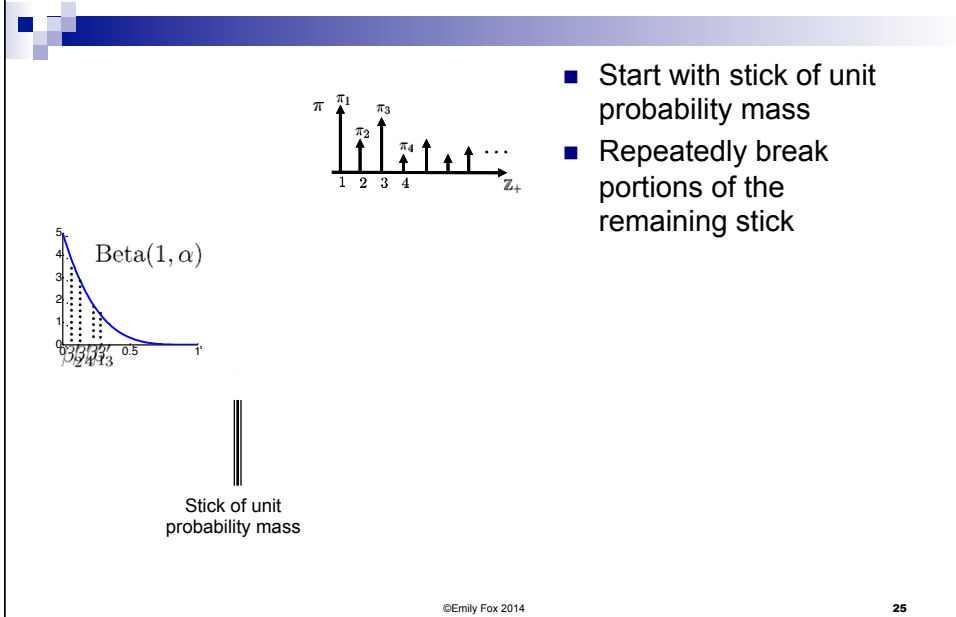 Start with stick of unit
probability mass
Repeatedly break
portions of the
remaining stick
π π₁ π₂ π₃ π₄ ...
1 2 3 4 ℤ₊
Beta(1, α)
5
4
3
2
1
0 0.5 1
Stick of unit
probability mass
©Emily Fox 2014
25